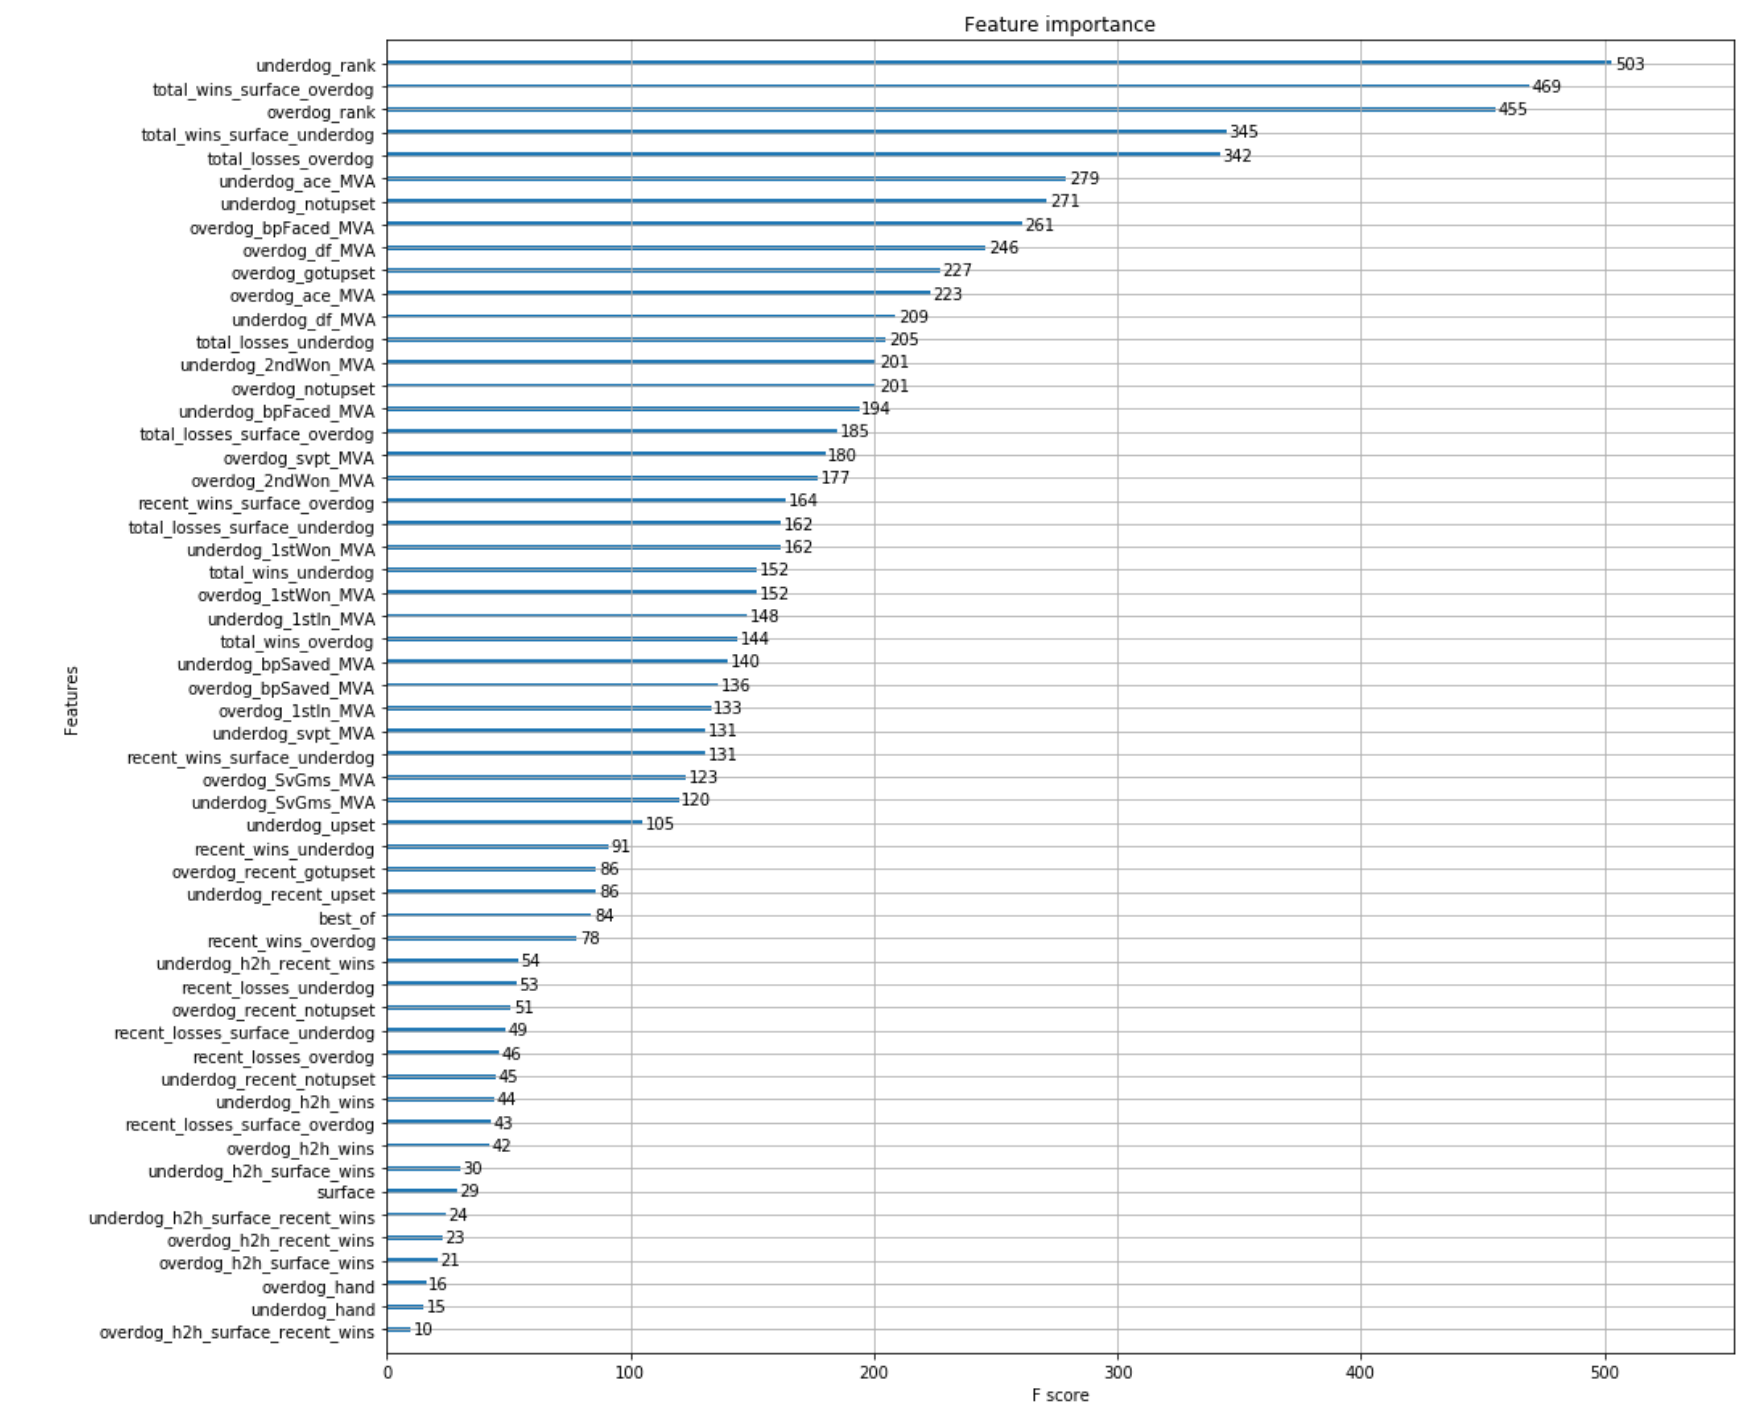 Feature importance
underdog_rank 503
total_wins_surface_overdog 469
overdog_rank 455
total_wins_surface_underdog 345
total_losses_overdog 342
underdog_ace_MVA 279
underdog_notupset 271
overdog_bpFaced_MVA 261
overdog_df_MVA 246
overdog_gotupset 227
overdog_ace_MVA 223
underdog_df_MVA 209
total_losses_underdog 205
underdog_2ndWon_MVA 201
overdog_notupset 201
underdog_bpFaced_MVA 194
total_losses_surface_overdog 185
overdog_svpt_MVA 180
overdog_2ndWon_MVA 177
recent_wins_surface_overdog 164
total_losses_surface_underdog 162
underdog_1stWon_MVA 162
total_wins_underdog 152
overdog_1stWon_MVA 152
underdog_1stIn_MVA 148
total_wins_overdog 144
underdog_bpSaved_MVA 140
overdog_bpSaved_MVA 136
overdog_1stIn_MVA 133
underdog_svpt_MVA 131
recent_wins_surface_underdog 131
overdog_SvGms_MVA 123
underdog_SvGms_MVA 120
underdog_upset 105
recent_wins_underdog 91
overdog_recent_gotupset 86
underdog_recent_upset 86
best_of 84
recent_wins_overdog 78
underdog_h2h_recent_wins 54
recent_losses_underdog 53
overdog_recent_notupset 51
recent_losses_surface_underdog 49
recent_losses_overdog 46
underdog_recent_notupset 45
underdog_h2h_wins 44
recent_losses_surface_overdog 43
overdog_h2h_wins 42
underdog_h2h_surface_wins 30
surface 29
underdog_h2h_surface_recent_wins 24
overdog_h2h_recent_wins 23
overdog_h2h_surface_wins 21
overdog_hand 16
underdog_hand 15
overdog_h2h_surface_recent_wins 10
Features
0 100 200 300 400 500
F score